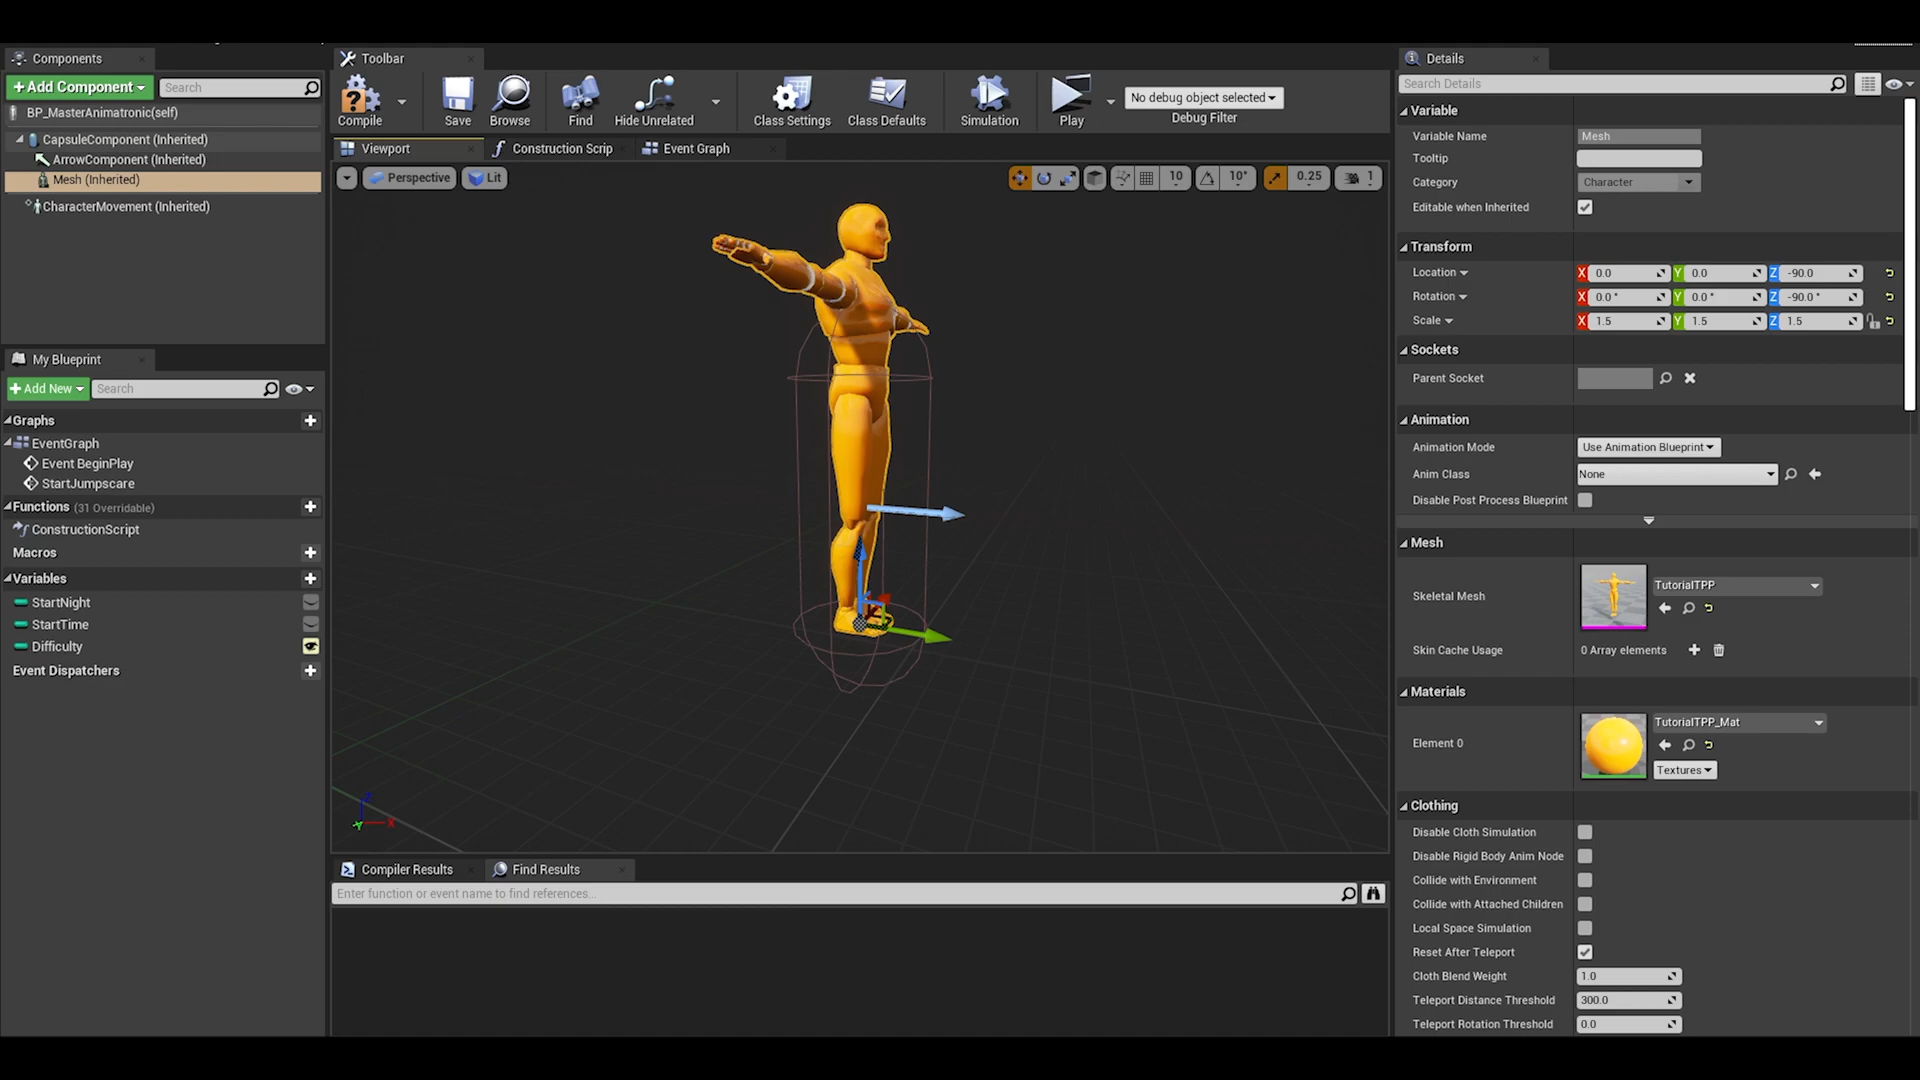 Components
Toolbar
Details
+Add Component
Search
BP_MasterAnimatronic(self)
CapsuleComponent (Inherited)
ArrowComponent (Inherited)
Mesh (Inherited)
CharacterMovement (Inherited)
Compile
Save
Browse
Find
Hide Unrelated
Class Settings
Class Defaults
Simulation
Play
No debug object selected
Debug Filter
Viewport
Construction Scrip
Event Graph
Perspective
Lit
10
10°
0.25
1
X
Y
Z
My Blueprint
+Add New
Search
Graphs
EventGraph
Event BeginPlay
StartJumpscare
Functions (31 Overridable)
ConstructionScript
Macros
Variables
StartNight
StartTime
Difficulty
Event Dispatchers
Compiler Results
Find Results
Enter function or event name to find references...
Search Details
Variable
Variable Name Mesh
Tooltip
Category Character
Editable when Inherited
Transform
Location X 0.0 Y 0.0 Z -90.0
Rotation X 0.0 ° Y 0.0 ° Z -90.0 °
Scale X 1.5 Y 1.5 Z 1.5
Sockets
Parent Socket
Animation
Animation Mode Use Animation Blueprint
Anim Class None
Disable Post Process Blueprint
Mesh
Skeletal Mesh TutorialTPP
Skin Cache Usage 0 Array elements
Materials
Element 0 TutorialTPP_Mat
Textures
Clothing
Disable Cloth Simulation
Disable Rigid Body Anim Node
Collide with Environment
Collide with Attached Children
Local Space Simulation
Reset After Teleport
Cloth Blend Weight 1.0
Teleport Distance Threshold 300.0
Teleport Rotation Threshold 0.0